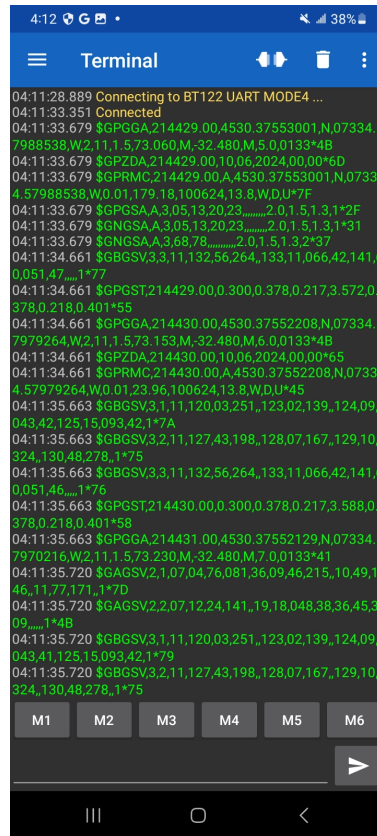 4:12 G
38%
Terminal
04:11:28.889 Connecting to BT122 UART MODE4 ...
04:11:33.351 Connected
04:11:33.679 $GPGGA,214429.00,4530.37553001,N,07334.
7988538,W,2,11,1.5,73.060,M,-32.480,M,5.0,0133*4B
04:11:33.679 $GPZDA,214429.00,10,06,2024,00,00*6D
04:11:33.679 $GPRMC,214429.00,A,4530.37553001,N,0733
4.57988538,W,0.01,179.18,100624,13.8,W,D,U*7F
04:11:33.679 $GPGSA,A,3,05,13,20,23,,,,,,,,,2.0,1.5,1.3,1*2F
04:11:33.679 $GNGSA,A,3,05,13,20,23,,,,,,,,,2.0,1.5,1.3,1*31
04:11:33.679 $GNGSA,A,3,68,78,,,,,,,,,,,2.0,1.5,1.3,2*37
04:11:34.661 $GBGSV,3,3,11,132,56,264,,133,11,066,42,141,
0,051,47,,,,,1*77
04:11:34.661 $GPGST,214429.00,0.300,0.378,0.217,3.572,0.
378,0.218,0.401*55
04:11:34.661 $GPGGA,214430.00,4530.37552208,N,07334.
7979264,W,2,11,1.5,73.153,M,-32.480,M,6.0,0133*4B
04:11:34.661 $GPZDA,214430.00,10,06,2024,00,00*65
04:11:34.661 $GPRMC,214430.00,A,4530.37552208,N,0733
4.57979264,W,0.01,23.96,100624,13.8,W,D,U*45
04:11:35.663 $GBGSV,3,1,11,120,03,251,,123,02,139,,124,09,
043,42,125,15,093,42,1*7A
04:11:35.663 $GBGSV,3,2,11,127,43,198,,128,07,167,,129,10,
324,,130,48,278,,1*75
04:11:35.663 $GBGSV,3,3,11,132,56,264,,133,11,066,42,141,
0,051,46,,,,,1*76
04:11:35.663 $GPGST,214430.00,0.300,0.378,0.217,3.588,0.
378,0.218,0.401*58
04:11:35.663 $GPGGA,214431.00,4530.37552129,N,07334.
7970216,W,2,11,1.5,73.230,M,-32.480,M,7.0,0133*41
04:11:35.720 $GAGSV,2,1,07,04,76,081,36,09,46,215,,10,49,1
46,,11,77,171,,1*7D
04:11:35.720 $GAGSV,2,2,07,12,24,141,,19,18,048,38,36,45,3
09,,,,,,1*4B
04:11:35.720 $GBGSV,3,1,11,120,03,251,,123,02,139,,124,09,
043,41,125,15,093,42,1*79
04:11:35.720 $GBGSV,3,2,11,127,43,198,,128,07,167,,129,10,
324,,130,48,278,,1*75
M1 M2 M3 M4 M5 M6